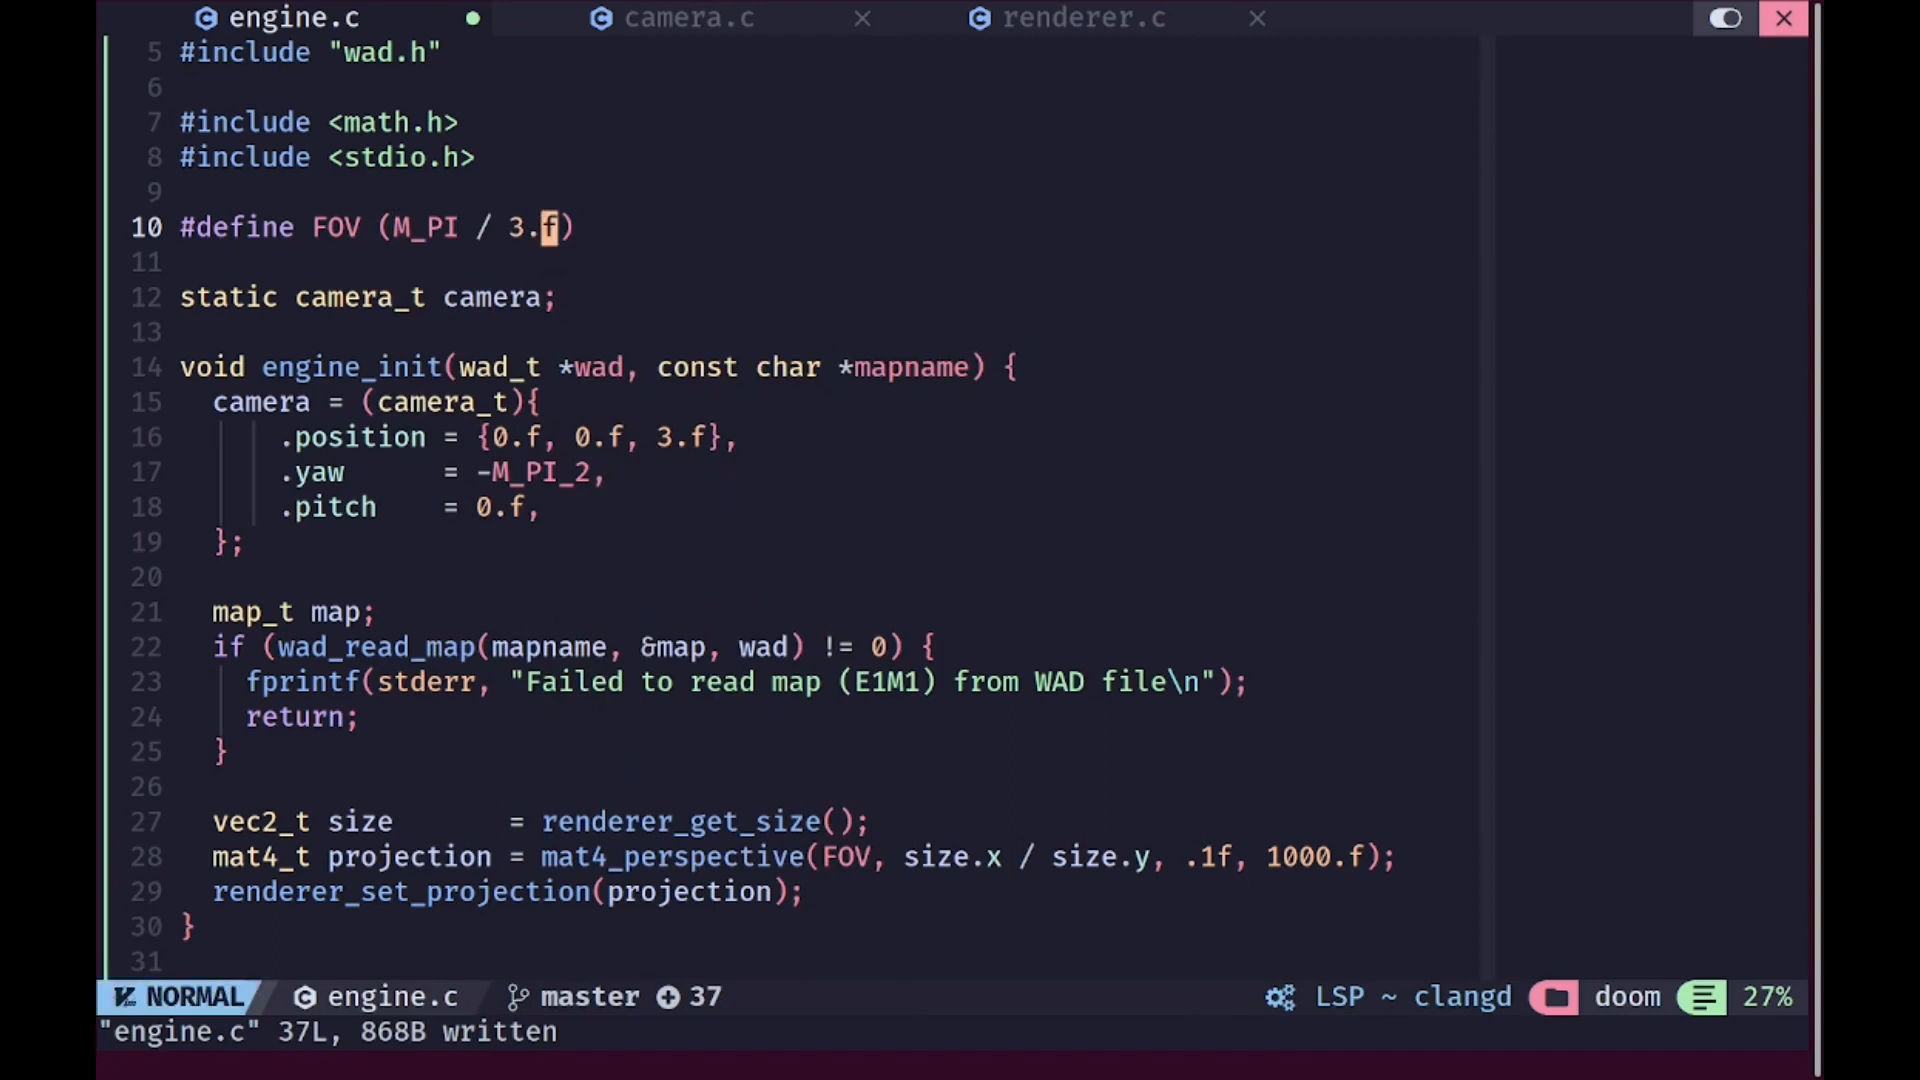 engine.c camera.c renderer.c
5 #include "wad.h"
6
7 #include <math.h>
8 #include <stdio.h>
9
10 #define FOV (M_PI / 3.f)
11
12 static camera_t camera;
13
14 void engine_init(wad_t *wad, const char *mapname) {
15 camera = (camera_t){
16 .position = {0.f, 0.f, 3.f},
17 .yaw = -M_PI_2,
18 .pitch = 0.f,
19 };
20
21 map_t map;
22 if (wad_read_map(mapname, &map, wad) != 0) {
23 fprintf(stderr, "Failed to read map (E1M1) from WAD file\n");
24 return;
25 }
26
27 vec2_t size = renderer_get_size();
28 mat4_t projection = mat4_perspective(FOV, size.x / size.y, .1f, 1000.f);
29 renderer_set_projection(projection);
30 }
31
NORMAL engine.c master 37 LSP ~ clangd doom 27%
"engine.c" 37L, 868B written